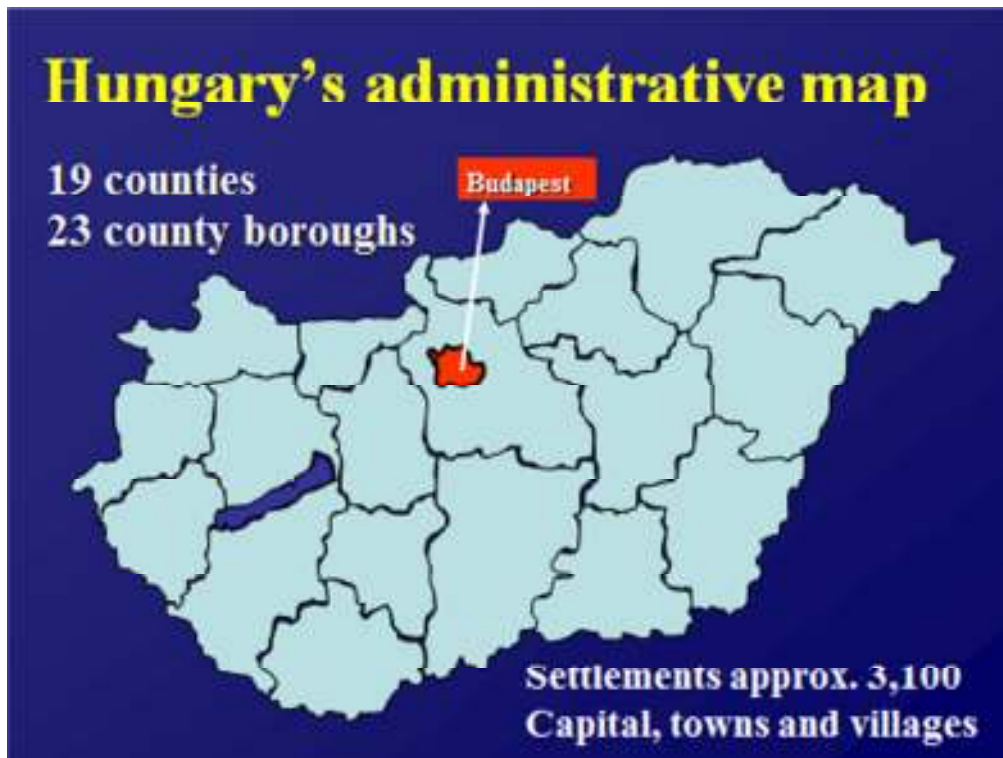 Hungary's administrative map
19 counties
23 county boroughs
Budapest
Settlements approx. 3,100
Capital, towns and villages